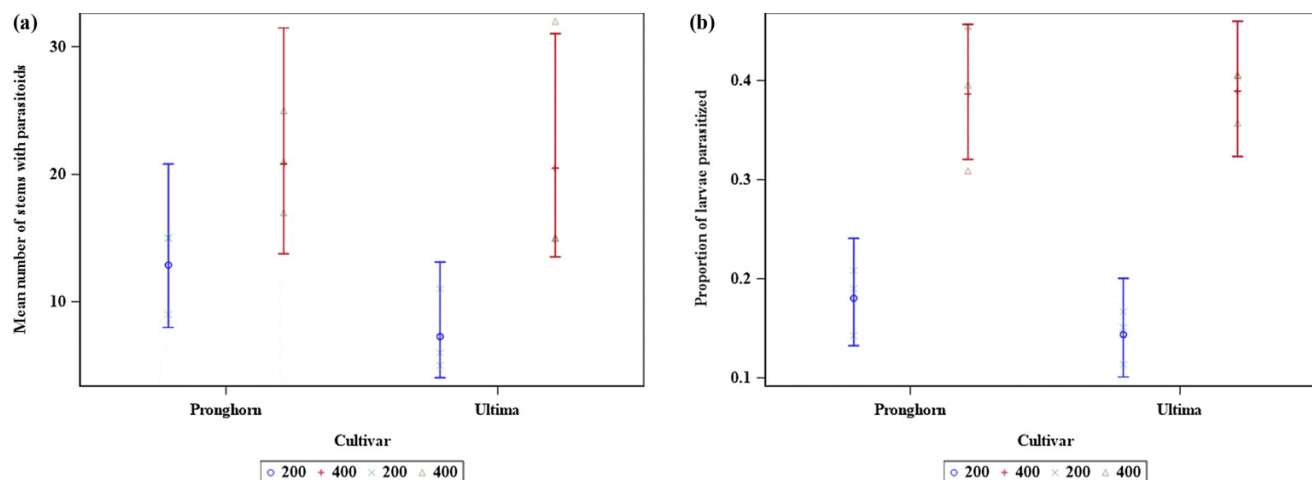 (a)
Mean number of stems with parasitoids
30
20
10
Pronghorn Ultima
Cultivar
200 400 200 400
(b)
Proportion of larvae parasitized
0.4
0.3
0.2
0.1
Pronghorn Ultima
Cultivar
200 400 200 400